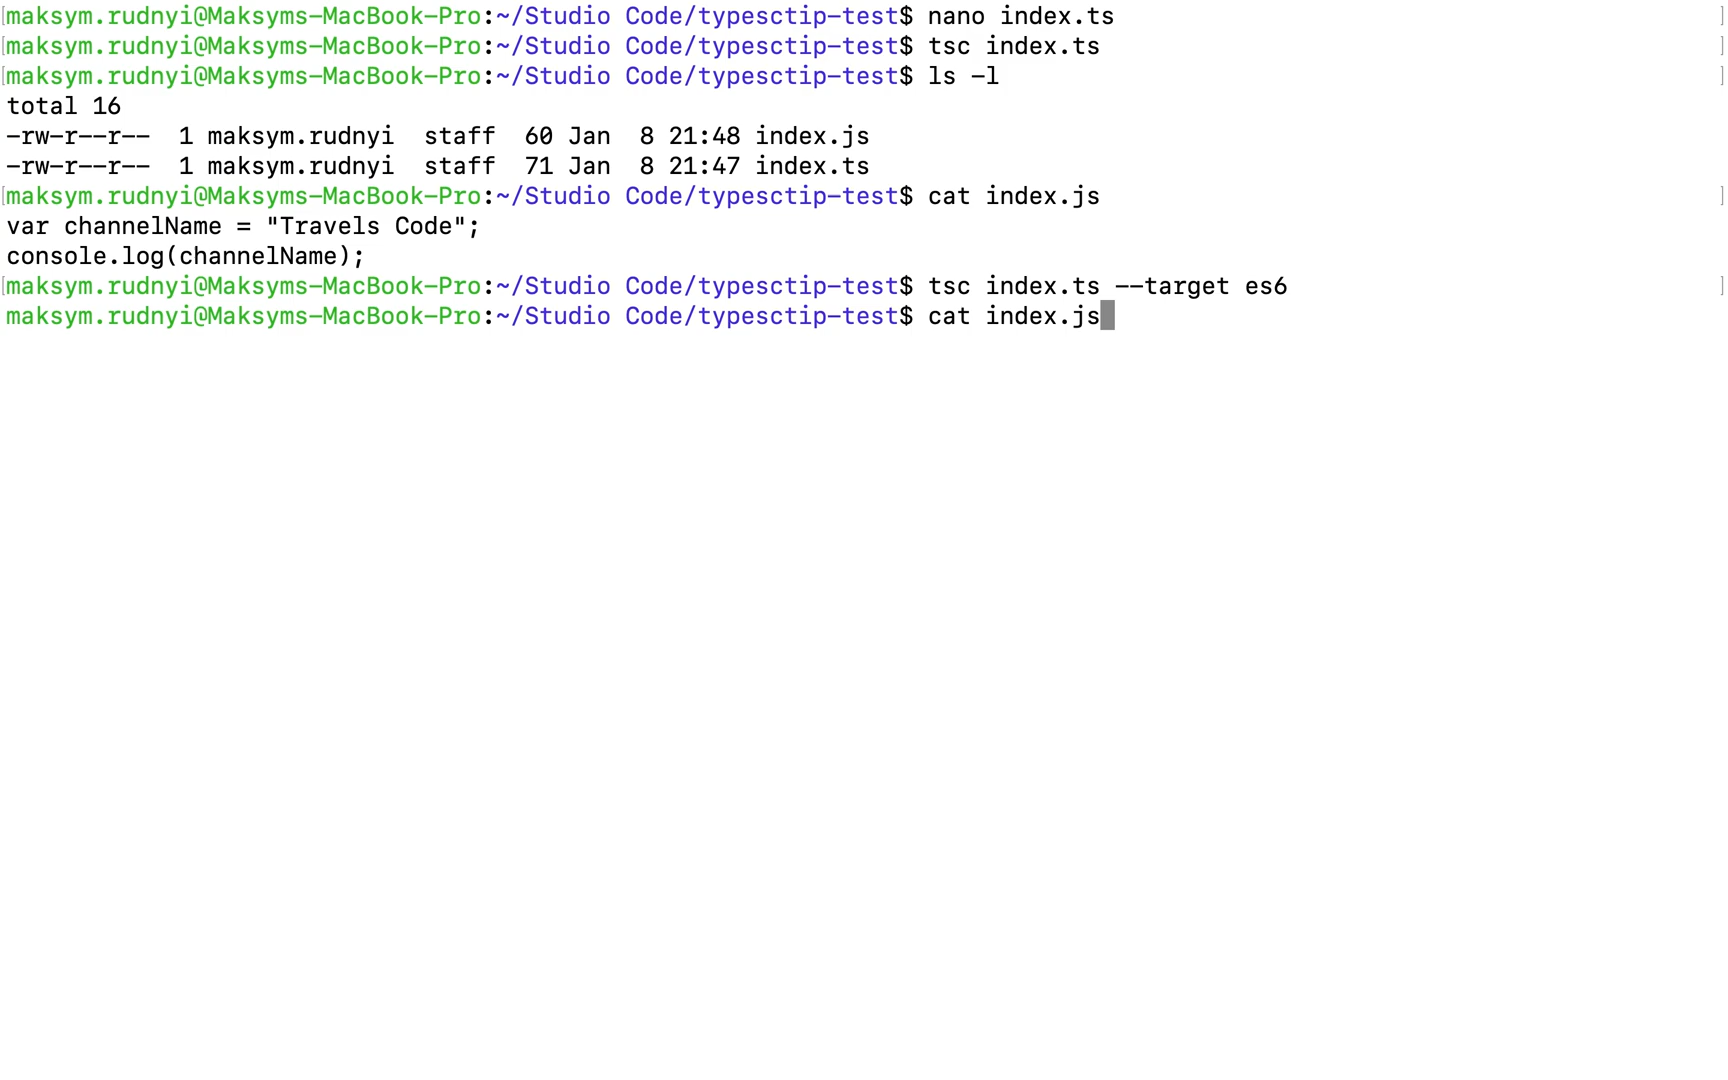 [maksym.rudnyi@Maksyms-MacBook-Pro:~/Studio Code/typesctip-test$ nano index.ts ]
[maksym.rudnyi@Maksyms-MacBook-Pro:~/Studio Code/typesctip-test$ tsc index.ts ]
[maksym.rudnyi@Maksyms-MacBook-Pro:~/Studio Code/typesctip-test$ ls -l ]
total 16
-rw-r--r--  1 maksym.rudnyi  staff  60 Jan  8 21:48 index.js
-rw-r--r--  1 maksym.rudnyi  staff  71 Jan  8 21:47 index.ts
[maksym.rudnyi@Maksyms-MacBook-Pro:~/Studio Code/typesctip-test$ cat index.js ]
var channelName = "Travels Code";
console.log(channelName);
[maksym.rudnyi@Maksyms-MacBook-Pro:~/Studio Code/typesctip-test$ tsc index.ts --target es6 ]
maksym.rudnyi@Maksyms-MacBook-Pro:~/Studio Code/typesctip-test$ cat index.js